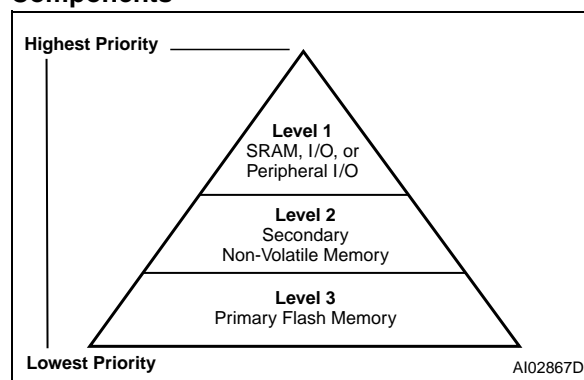 Components
Highest Priority
Level 1
SRAM, I/O, or
Peripheral I/O
Level 2
Secondary
Non-Volatile Memory
Level 3
Primary Flash Memory
Lowest Priority
AI02867D